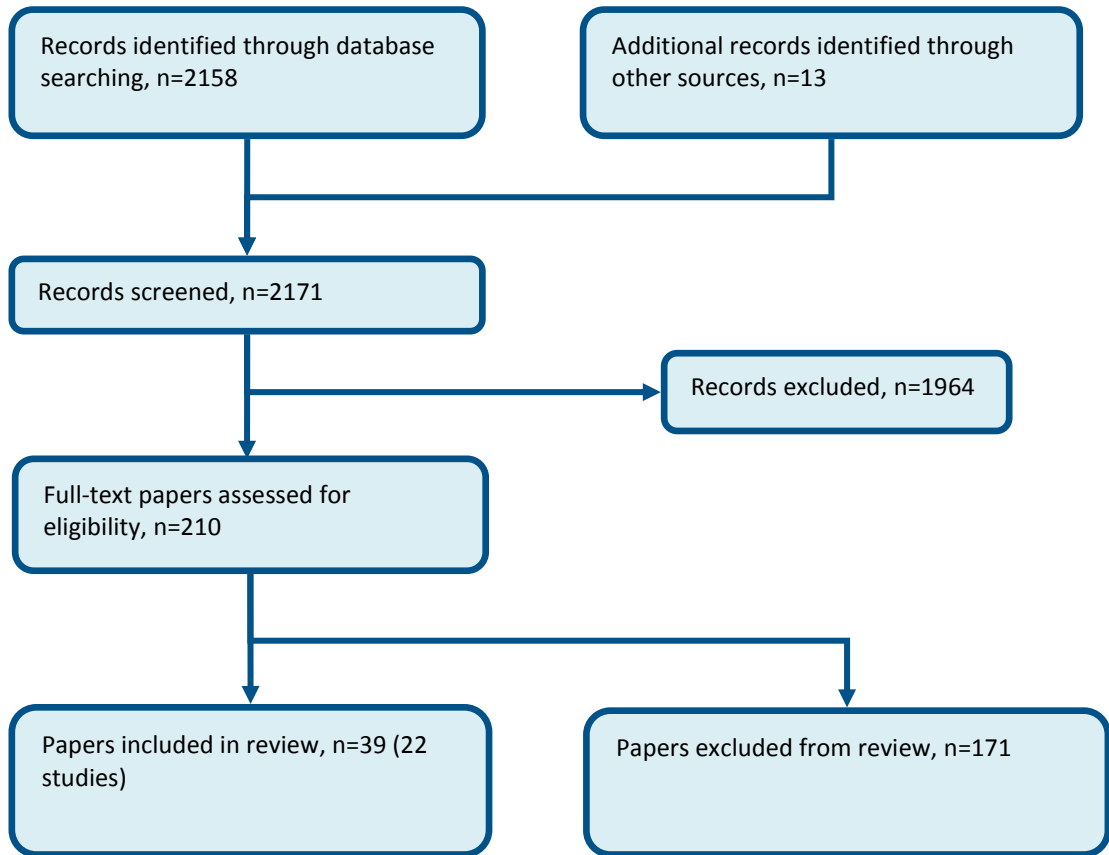 Records identified through database
searching, n=2158
Additional records identified through
other sources, n=13
Records screened, n=2171
Records excluded, n=1964
Full-text papers assessed for
eligibility, n=210
Papers included in review, n=39 (22
studies)
Papers excluded from review, n=171